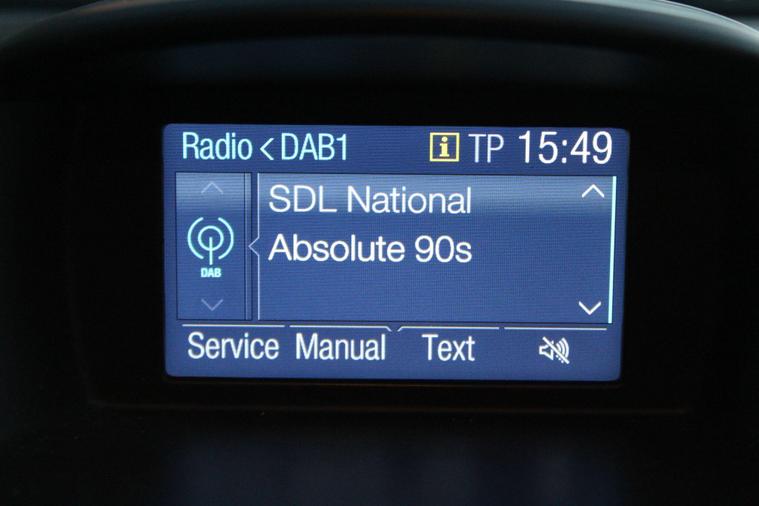 Radio < DAB1 i TP 15:49
SDL National
Absolute 90s
DAB
Service Manual Text